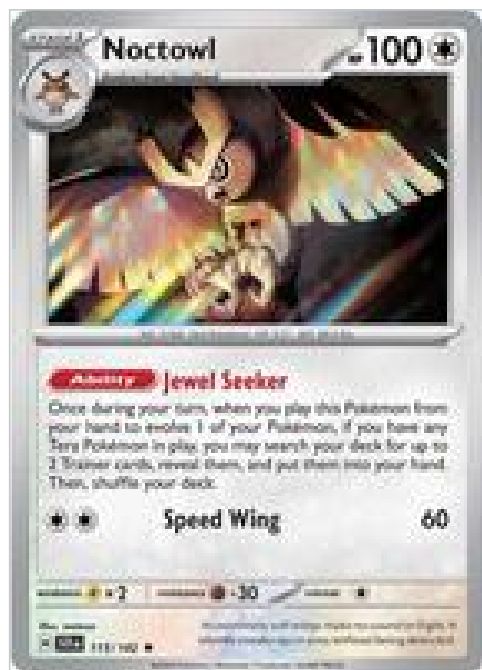 Noctowl
100
Ability Jewel Seeker
Once during your turn, when you play this Pokémon from
your hand to evolve 1 of your Pokémon, if you have any
Tera Pokémon in play, you may search your deck for up to
2 Trainer cards, reveal them, and put them into your hand.
Then, shuffle your deck.
Speed Wing 60
×2 -30